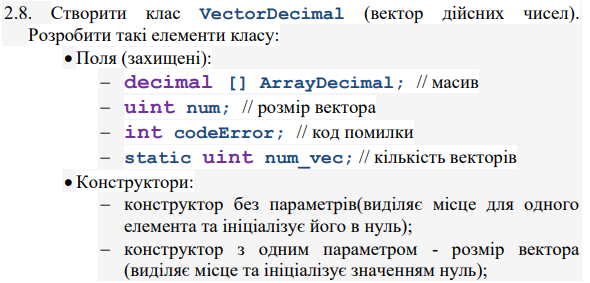 2.8. Створити клас VectorDecimal (вектор дійсних чисел).
Розробити такі елементи класу:
• Поля (захищені):
− decimal [] ArrayDecimal; // масив
− uint num; // розмір вектора
− int codeError; // код помилки
− static uint num_vec; // кількість векторів
• Конструктори:
− конструктор без параметрів(виділяє місце для одного
елемента та ініціалізує його в нуль);
− конструктор з одним параметром - розмір вектора
(виділяє місце та ініціалізує значенням нуль);